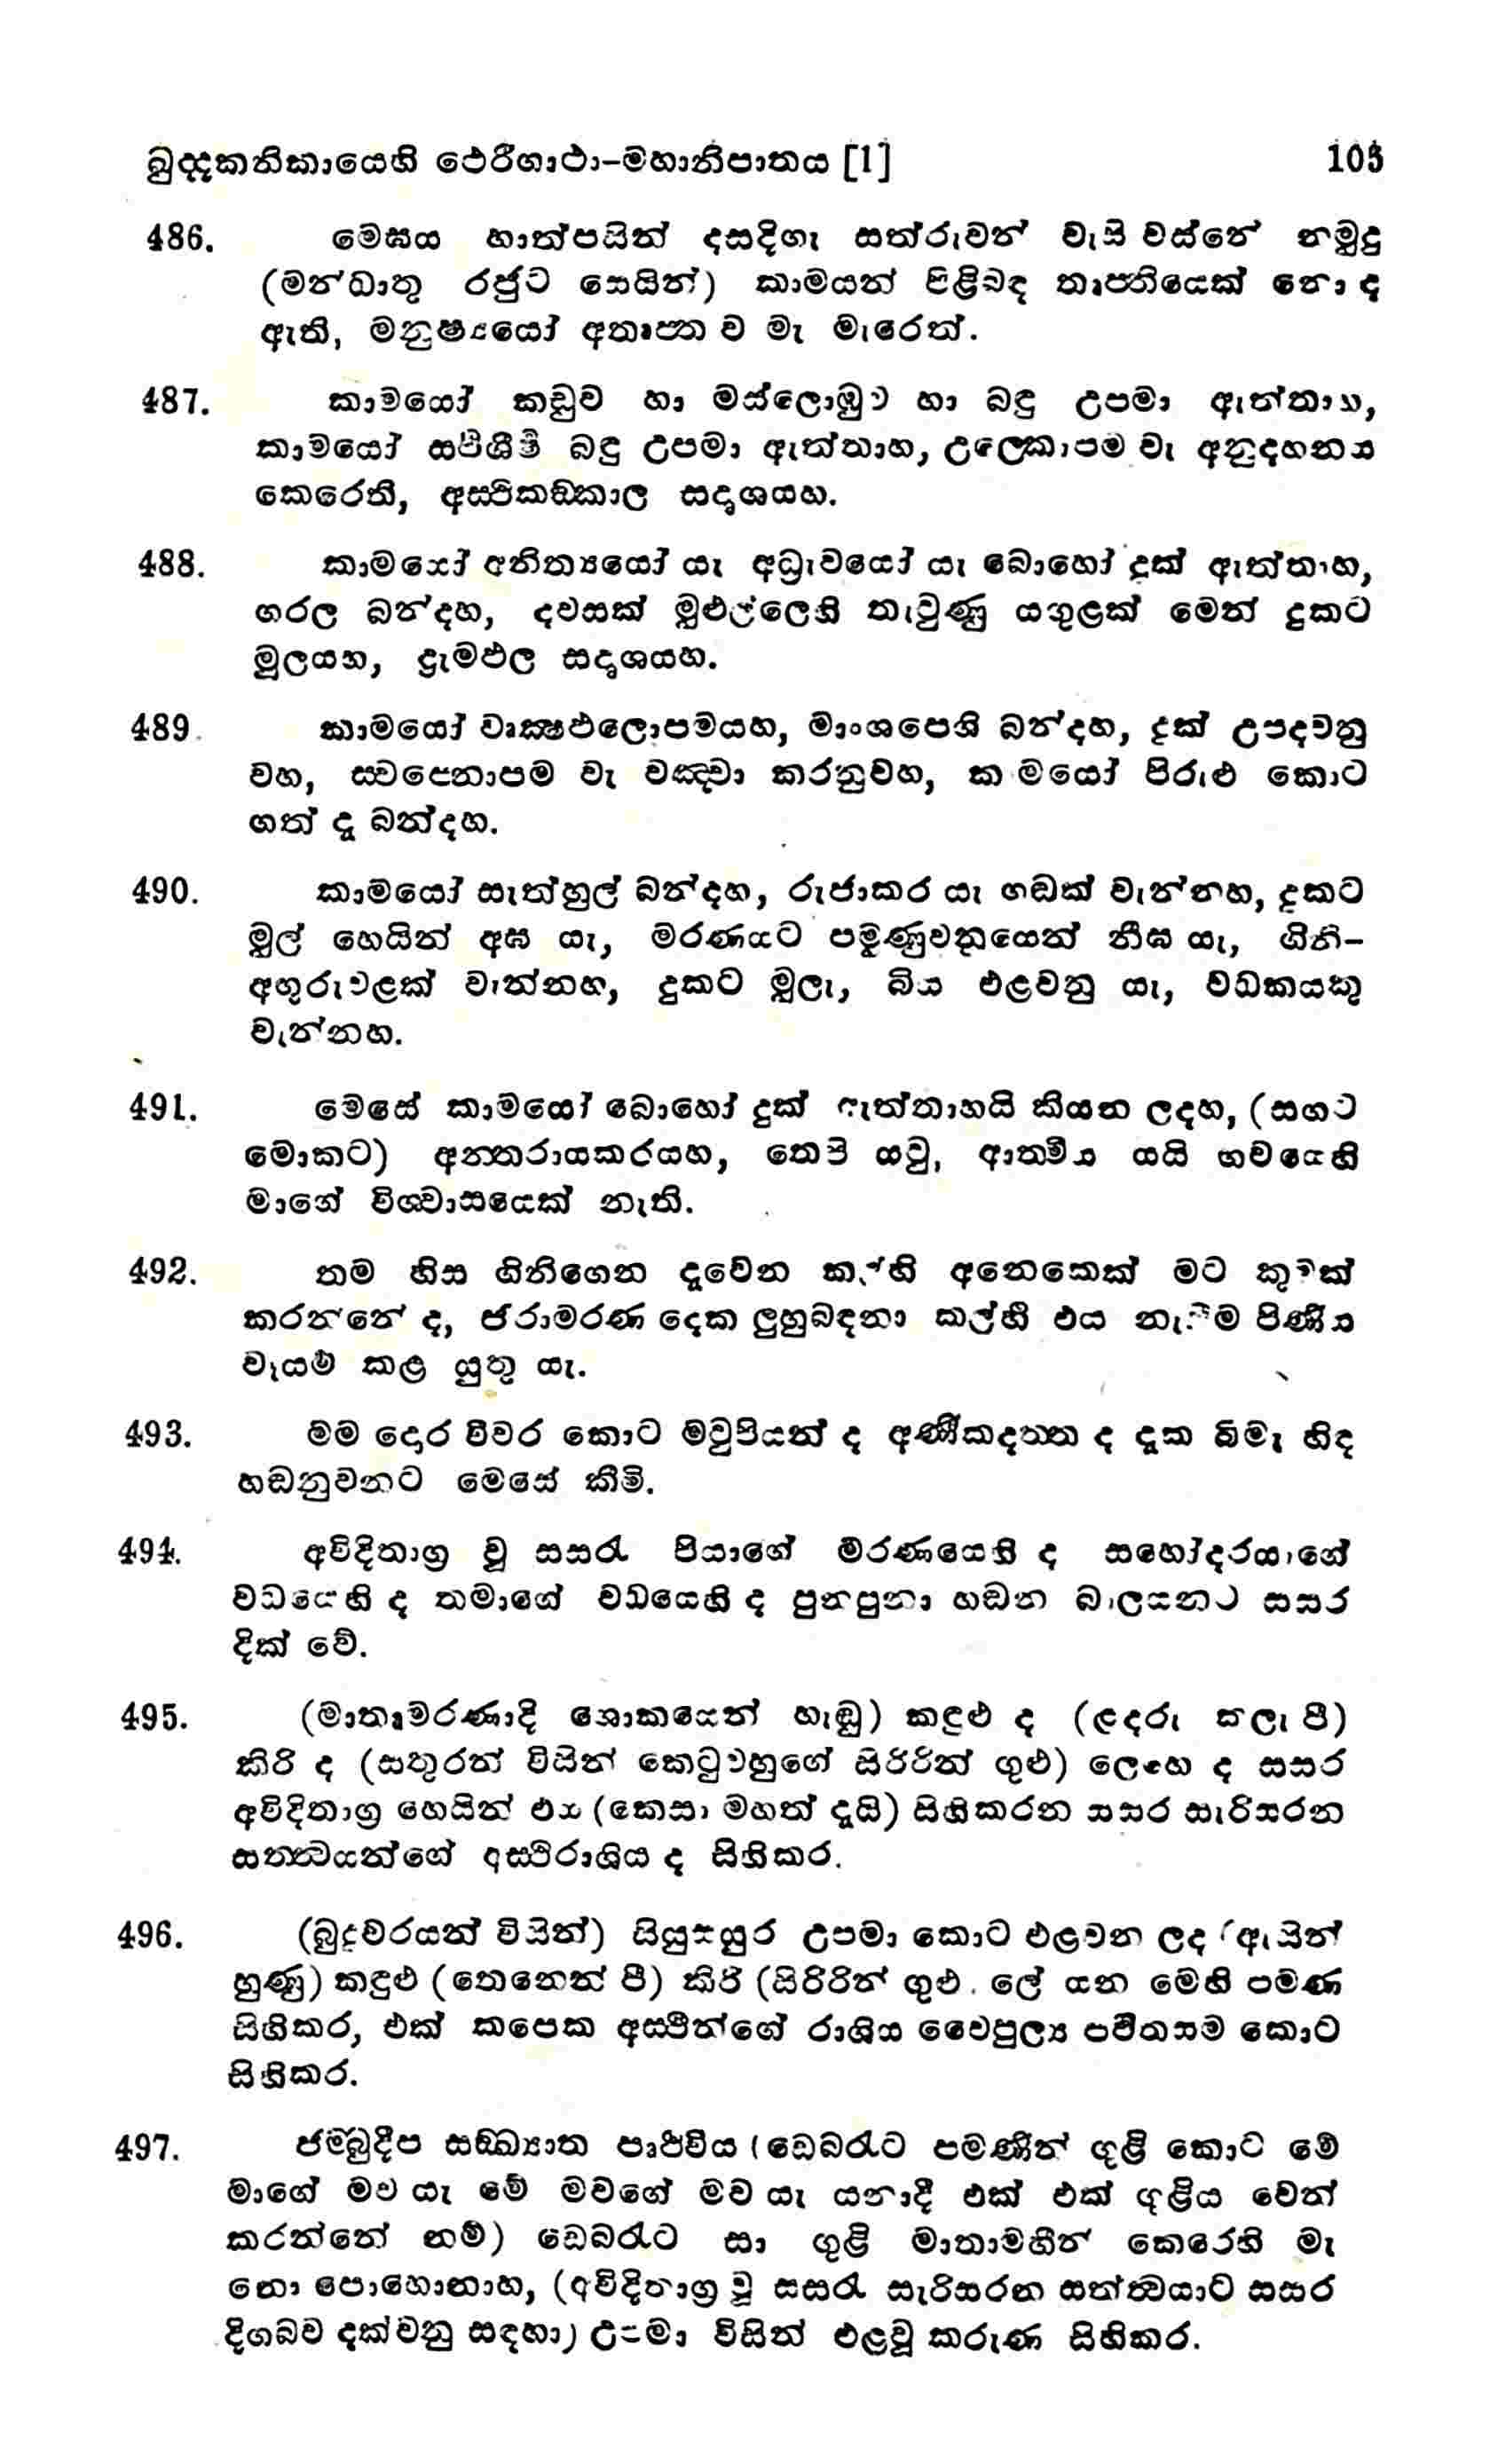 ඛුද්දකනිකායෙහි ථෙරීගාථා-මහානිපාතය [1] 103
486. මෙඝය හාත්පයින් දසදිගැ සත්රුවන් වැසි වස්නේ නමුදු
(මන්ධාතු රජුට සෙයින්) කාමයන් පිළිබඳ තෘප්තියෙක් නො ද
ඇති, මනුෂ්‍යයෝ අතෘප්ත ව මැ මැරෙත්.
487. කාමයෝ කඩුව හා මස්ලොඹුව හා බඳු උපමා ඇත්තාහ,
කාමයෝ සර්පශීර්ෂ බඳු උපමා ඇත්තාහ, උල්කොපම වැ අනුදහනය
කෙරෙති, අස්ථිකඞ්කාල සදෘශයහ.
488. කාමයෝ අනිත්‍යයෝ යැ අධ්‍රැවයෝ යැ බොහෝ දුක් ඇත්තාහ,
ගරල බන්දහ, දවසක් මුළුල්ලෙහි තැවුණු යගුළක් මෙන් දුකට
මූලයහ, ද්‍රැමඵල සදෘශයහ.
489. කාමයෝ වෘක්ෂඵලොපමයහ, මාංශපෙශි බන්දහ, දුක් උපදවනු
වහ, ස්වප්නොපම වැ වඤ්චා කරනුවහ, කාමයෝ පිරුළු කොට
ගත් දෑ බන්දහ.
490. කාමයෝ සැත්හුල් බන්දහ, රුජාකර යැ ගඩක් වැන්නහ, දුකට
මුල් හෙයින් අඝ යැ, මරණයට පමුණුවනුයෙන් නීඝ යැ, ගිනි-
අඟුරුවළක් වැන්නහ, දුකට මුලැ, බිය එළවනු යැ, වධකයකු
වැන්නහ.
491. මෙසේ කාමයෝ බොහෝ දුක් ඇත්තාහයි කියන ලදහ, (සගට
මොකට) අන්තරායකරයහ, තෙපි යවු, ආත්මීය යයි භවයෙහි
මාගේ විශ්වාසයෙක් නැති.
492. තම හිස ගිනිගෙන දැවෙන කල්හි අනෙකෙක් මට කුමක්
කරන්නේ ද, ජරාමරණ දෙක ලුහුබඳනා කල්හි එය නැසීම පිණිස
වෑයම් කළ යුතු යැ.
493. මම දොර විවර කොට මවුපියන් ද අණීකදත්ත ද දැක බිමැ හිඳ
හඬනුවනට මෙසේ කීමි.
494. අවිදිතාග්‍ර වූ සසරැ පියාගේ මරණයෙහි ද සහෝදරයාගේ
වධයෙහි ද තමාගේ වධයෙහි ද පුනපුනා හඬන බාලයනට සසර
දික් වේ.
495. (මාතෘමරණාදි ශොකයෙන් හැඬූ) කඳුළු ද (ළදරු කලැ පී)
කිරි ද (සතුරන් විසින් කෙටුවහුගේ සිරිරින් ගුළු) ලෙහෙ ද සසර
අවිදිතාග්‍ර හෙයින් එය (කෙසා මහත් දැයි) සිහිකරන සසර සැරිසරන
සත්ත්වයන්ගේ අස්ථිරාශිය ද සිහිකර.
496. (බුදුවරයන් විසින්) සියුසයුර උපමා කොට එළවන ලද (ඇසින්
හුණු) කඳුළු (තෙනෙන් පී) කිරි (සිරිරින් ගුළු. ලේ යන මෙහි පමණ
සිහිකර, එක් කපෙක අස්ථීන්ගේ රාශිය වෛපුල්‍ය පර්වතසම කොට
සිහිකර.
497. ජම්බුදීප සඞ්ඛ්‍යාත පෘථිවිය (ඩෙබරැට පමණින් ගුළි කොට මේ
මාගේ මව යැ මේ මවගේ මව යැ යනාදී එක් එක් ගුළිය වෙන්
කරන්නේ නම්) ඩෙබරැට සා ගුළි මාතාමහීන් කෙරෙහි මැ
නො පොහොනාහ, (අවිදිතාග්‍ර වූ සසරැ සැරිසරන සත්ත්වයාට සසර
දිගබව දක්වනු සඳහා) උපමා විසින් එළවූ කරුණ සිහිකර.